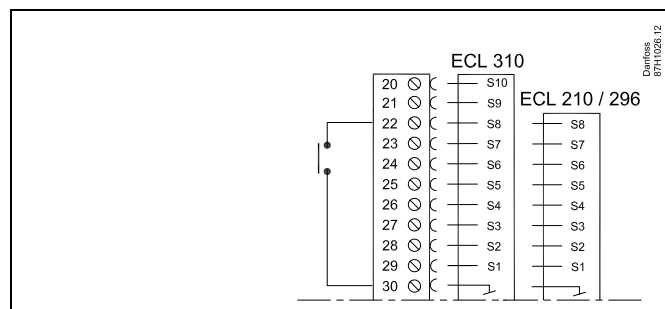 Danfoss
87H1026.12
ECL 310
ECL 210 / 296
20 S10
21 S9
22 S8 S8
23 S7 S7
24 S6 S6
25 S5 S5
26 S4 S4
27 S3 S3
28 S2 S2
29 S1 S1
30